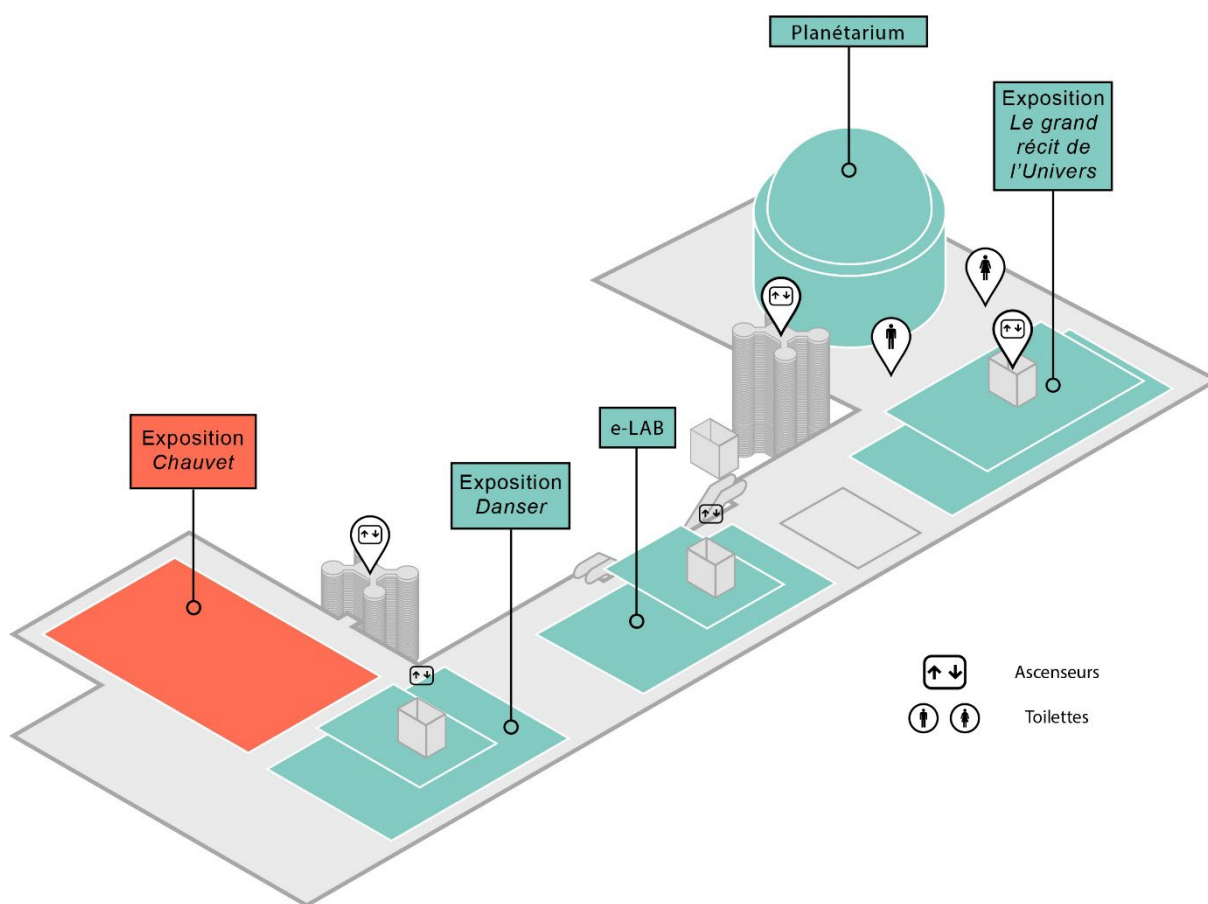 Planétarium
Exposition
Le grand
récit de
l’Univers
Exposition
Chauvet
e-LAB
Exposition
Danser
Ascenseurs
Toilettes